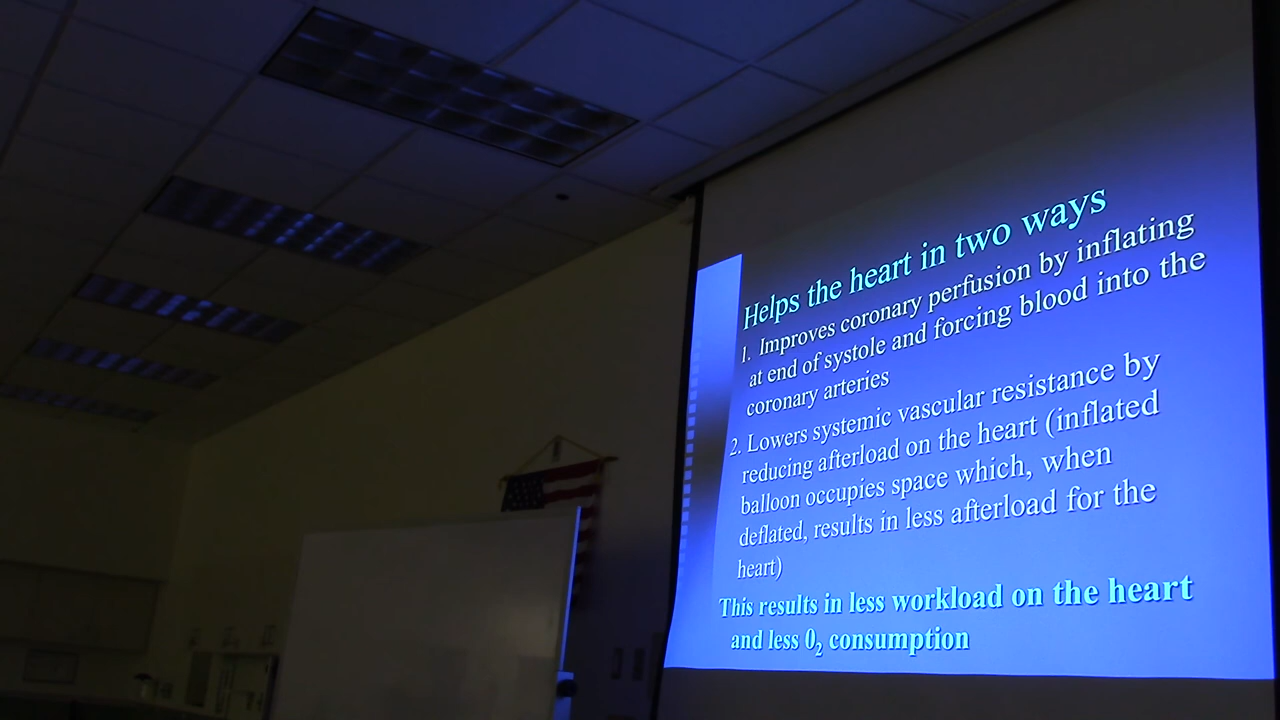 Helps the heart in two ways
1. Improves coronary perfusion by inflating
at end of systole and forcing blood into the
coronary arteries
2. Lowers systemic vascular resistance by
reducing afterload on the heart (inflated
balloon occupies space which, when
deflated, results in less afterload for the
heart)
This results in less workload on the heart
and less 0₂ consumption